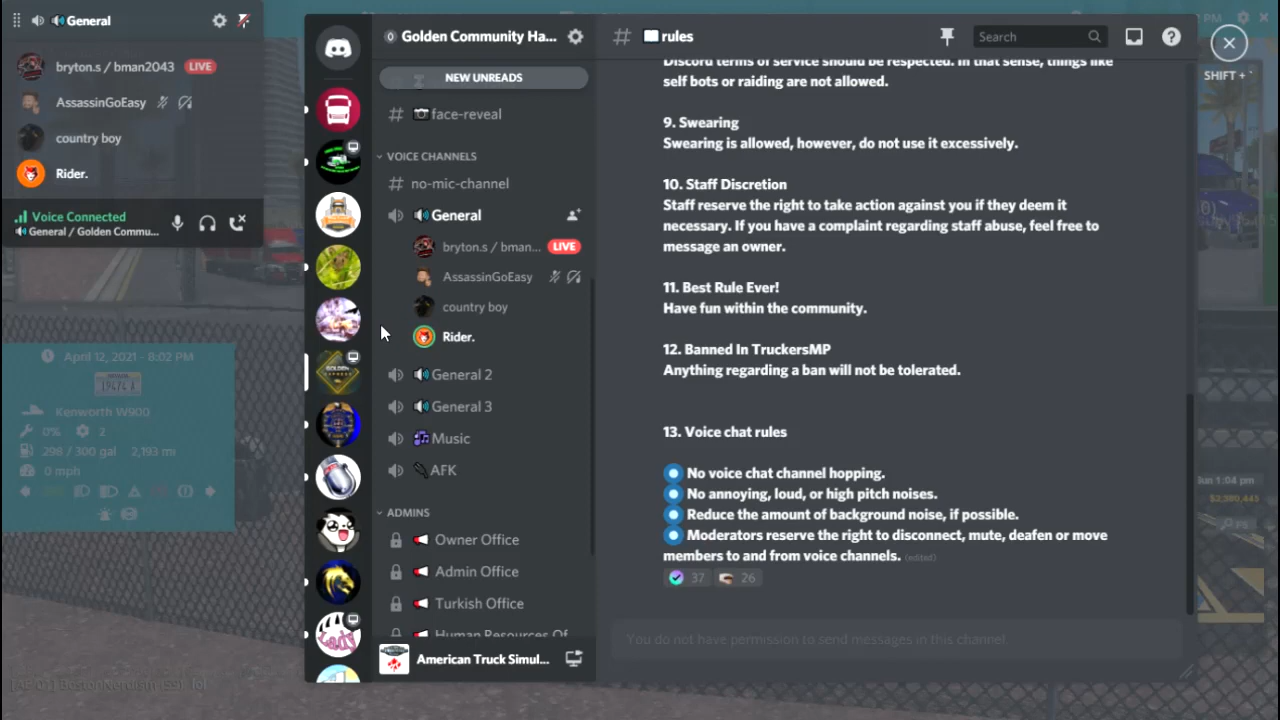 General
bryton.s / bman2043 LIVE
AssassinGoEasy
country boy
Rider.
Voice Connected
General / Golden Commu...
April 12, 2021 - 8:02 PM
Kenworth W900
0% 2
298 / 300 gal 2,193 mi
0 mph
Golden Community Ha...
NEW UNREADS
face-reveal
VOICE CHANNELS
no-mic-channel
General
bryton.s / bman... LIVE
AssassinGoEasy
country boy
Rider.
General 2
General 3
Music
AFK
ADMINS
Owner Office
Admin Office
Turkish Office
Human Resources Of
American Truck Simul...
rules
Search
Discord terms of service should be respected. In that sense, things like
self bots or raiding are not allowed.
9. Swearing
Swearing is allowed, however, do not use it excessively.
10. Staff Discretion
Staff reserve the right to take action against you if they deem it
necessary. If you have a complaint regarding staff abuse, feel free to
message an owner.
11. Best Rule Ever!
Have fun within the community.
12. Banned In TruckersMP
Anything regarding a ban will not be tolerated.
13. Voice chat rules
No voice chat channel hopping.
No annoying, loud, or high pitch noises.
Reduce the amount of background noise, if possible.
Moderators reserve the right to disconnect, mute, deafen or move
members to and from voice channels. (edited)
37 26
You do not have permission to send messages in this channel.
SHIFT + `
Sun 1:04 pm